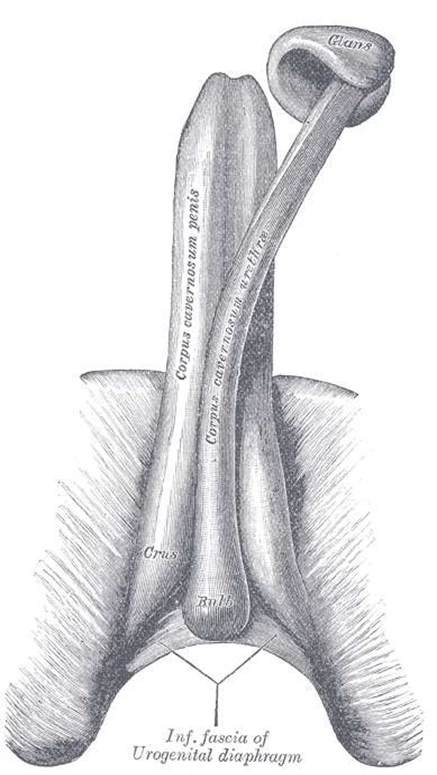 Glans
Corpus cavernosum penis
Corpus cavernosum urethræ
Crus
Bulb
Inf. fascia of
Urogenital diaphragm